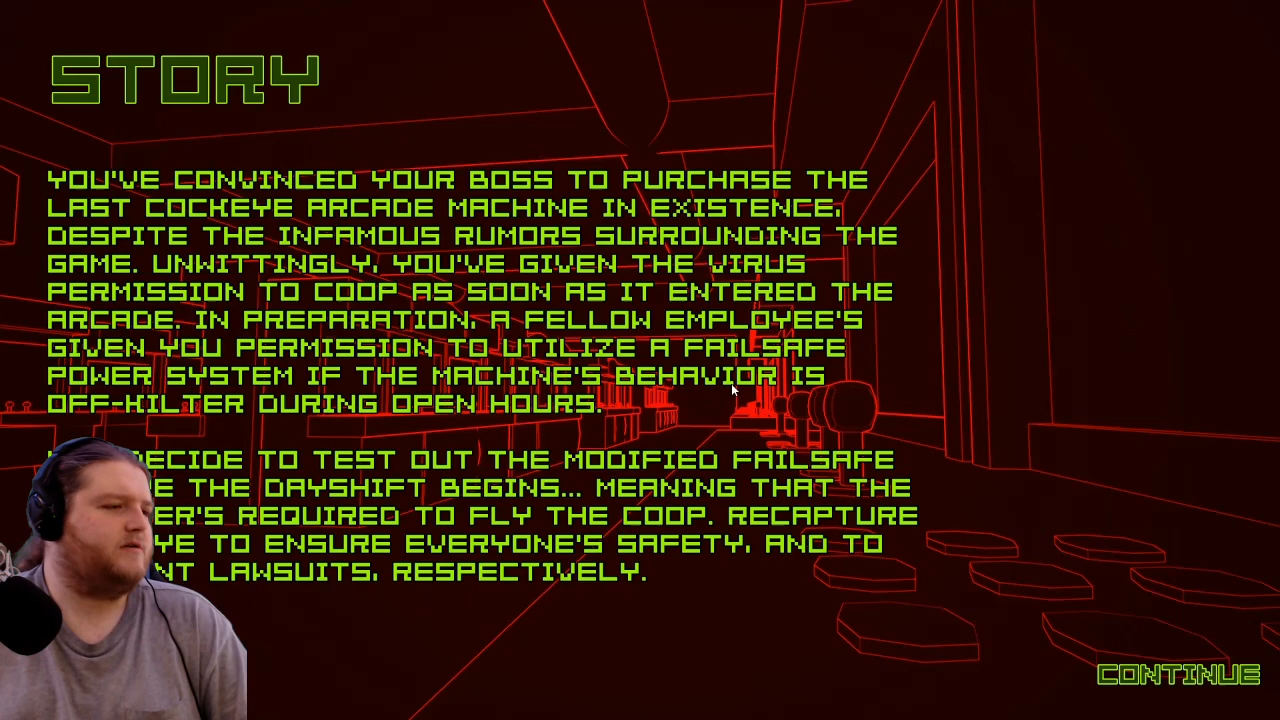 STORY
YOU'VE CONVINCED YOUR BOSS TO PURCHASE THE
LAST COCKEYE ARCADE MACHINE IN EXISTENCE,
DESPITE THE INFAMOUS RUMORS SURROUNDING THE
GAME. UNWITTINGLY, YOU'VE GIVEN THE VIRUS
PERMISSION TO COOP AS SOON AS IT ENTERED THE
ARCADE. IN PREPARATION, A FELLOW EMPLOYEE'S
GIVEN YOU PERMISSION TO UTILIZE A FAILSAFE
POWER SYSTEM IF THE MACHINE'S BEHAVIOR IS
OFF-KILTER DURING OPEN HOURS.
DECIDE TO TEST OUT THE MODIFIED FAILSAFE
THE DAYSHIFT BEGINS... MEANING THAT THE
REQUIRED TO FLY THE COOP. RECAPTURE
TO ENSURE EVERYONE'S SAFETY, AND TO
LAWSUITS, RESPECTIVELY.
CONTINUE